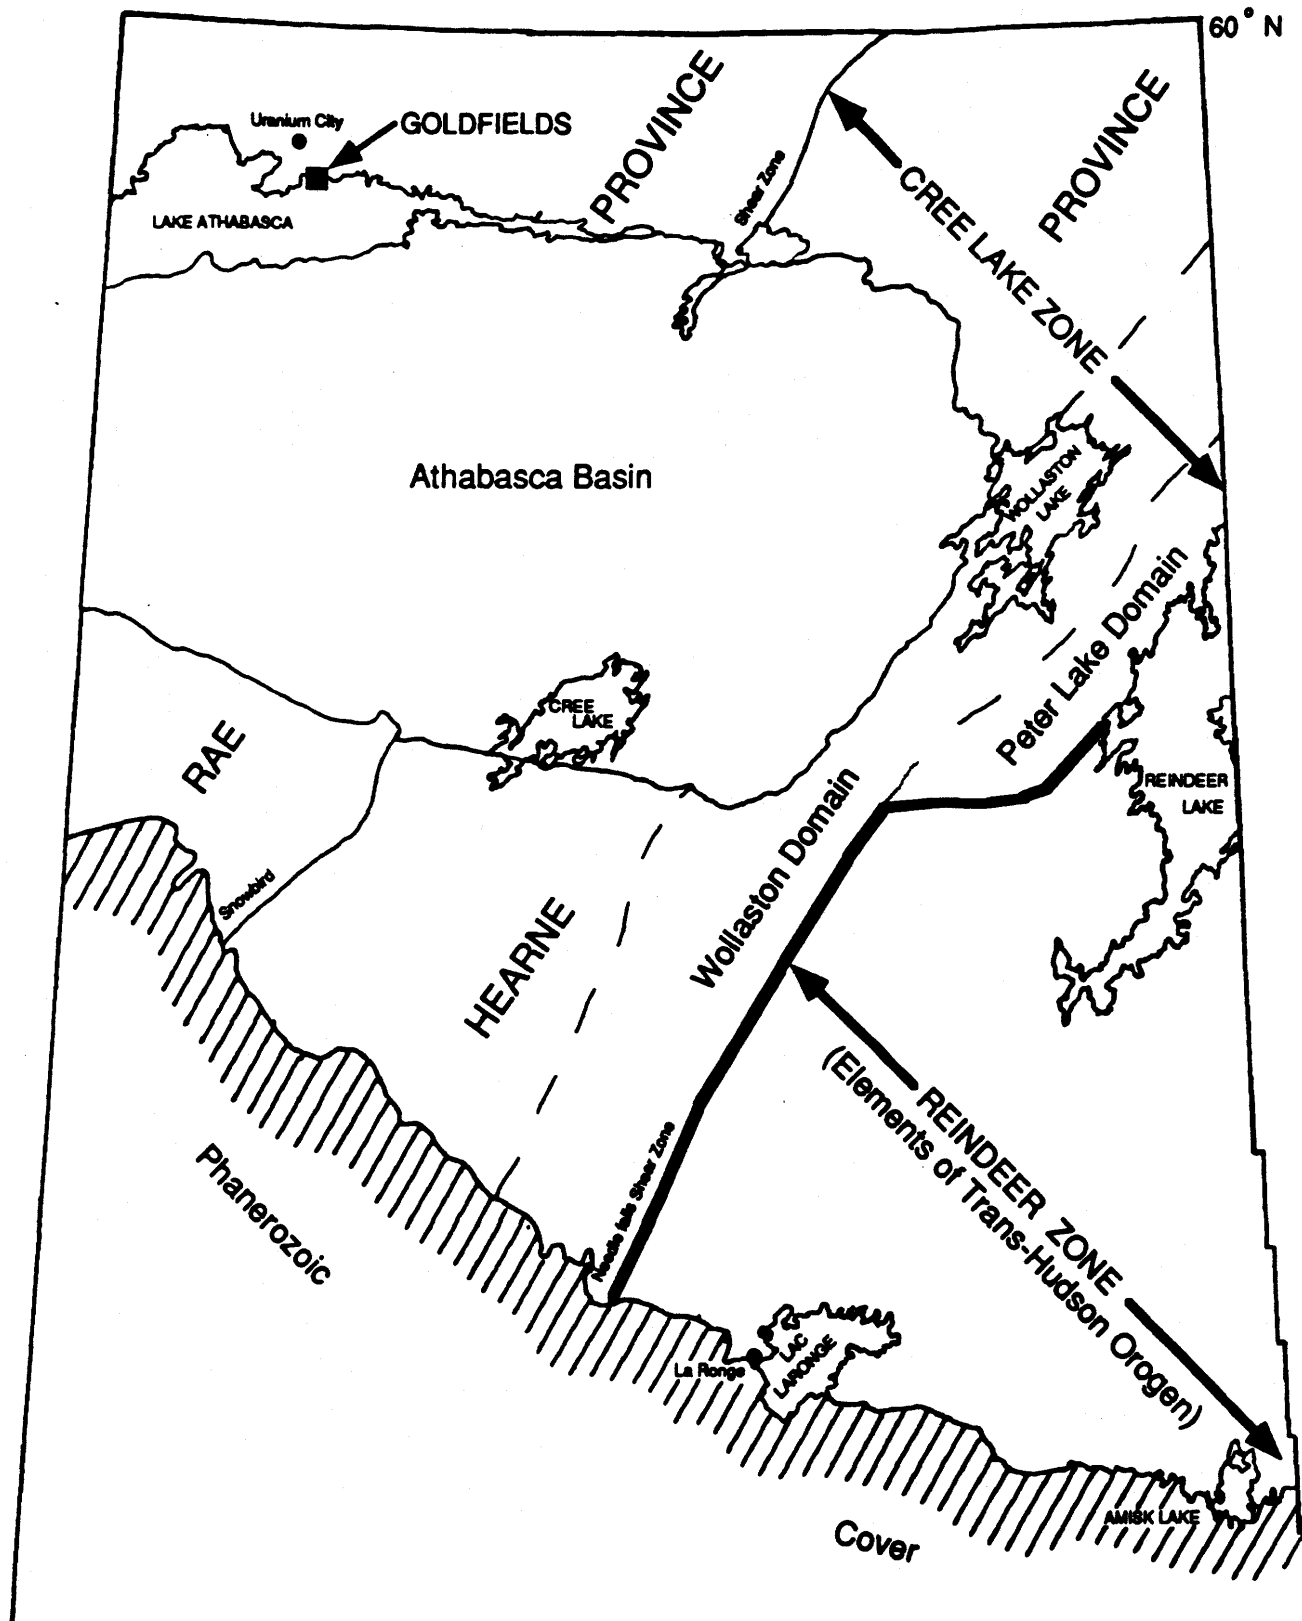 60° N
Uranium City
GOLDFIELDS
PROVINCE
PROVINCE
Shear Zone
CREE LAKE ZONE
LAKE ATHABASCA
Athabasca Basin
WOLLASTON
LAKE
Peter Lake Domain
CREE
LAKE
RAE
REINDEER
LAKE
Wollaston Domain
Snowbird
HEARNE
REINDEER ZONE
(Elements of Trans-Hudson Orogen)
Needle falls Shear Zone
Phanerozoic
La Ronge
LAC
LARONGE
AMISK LAKE
Cover